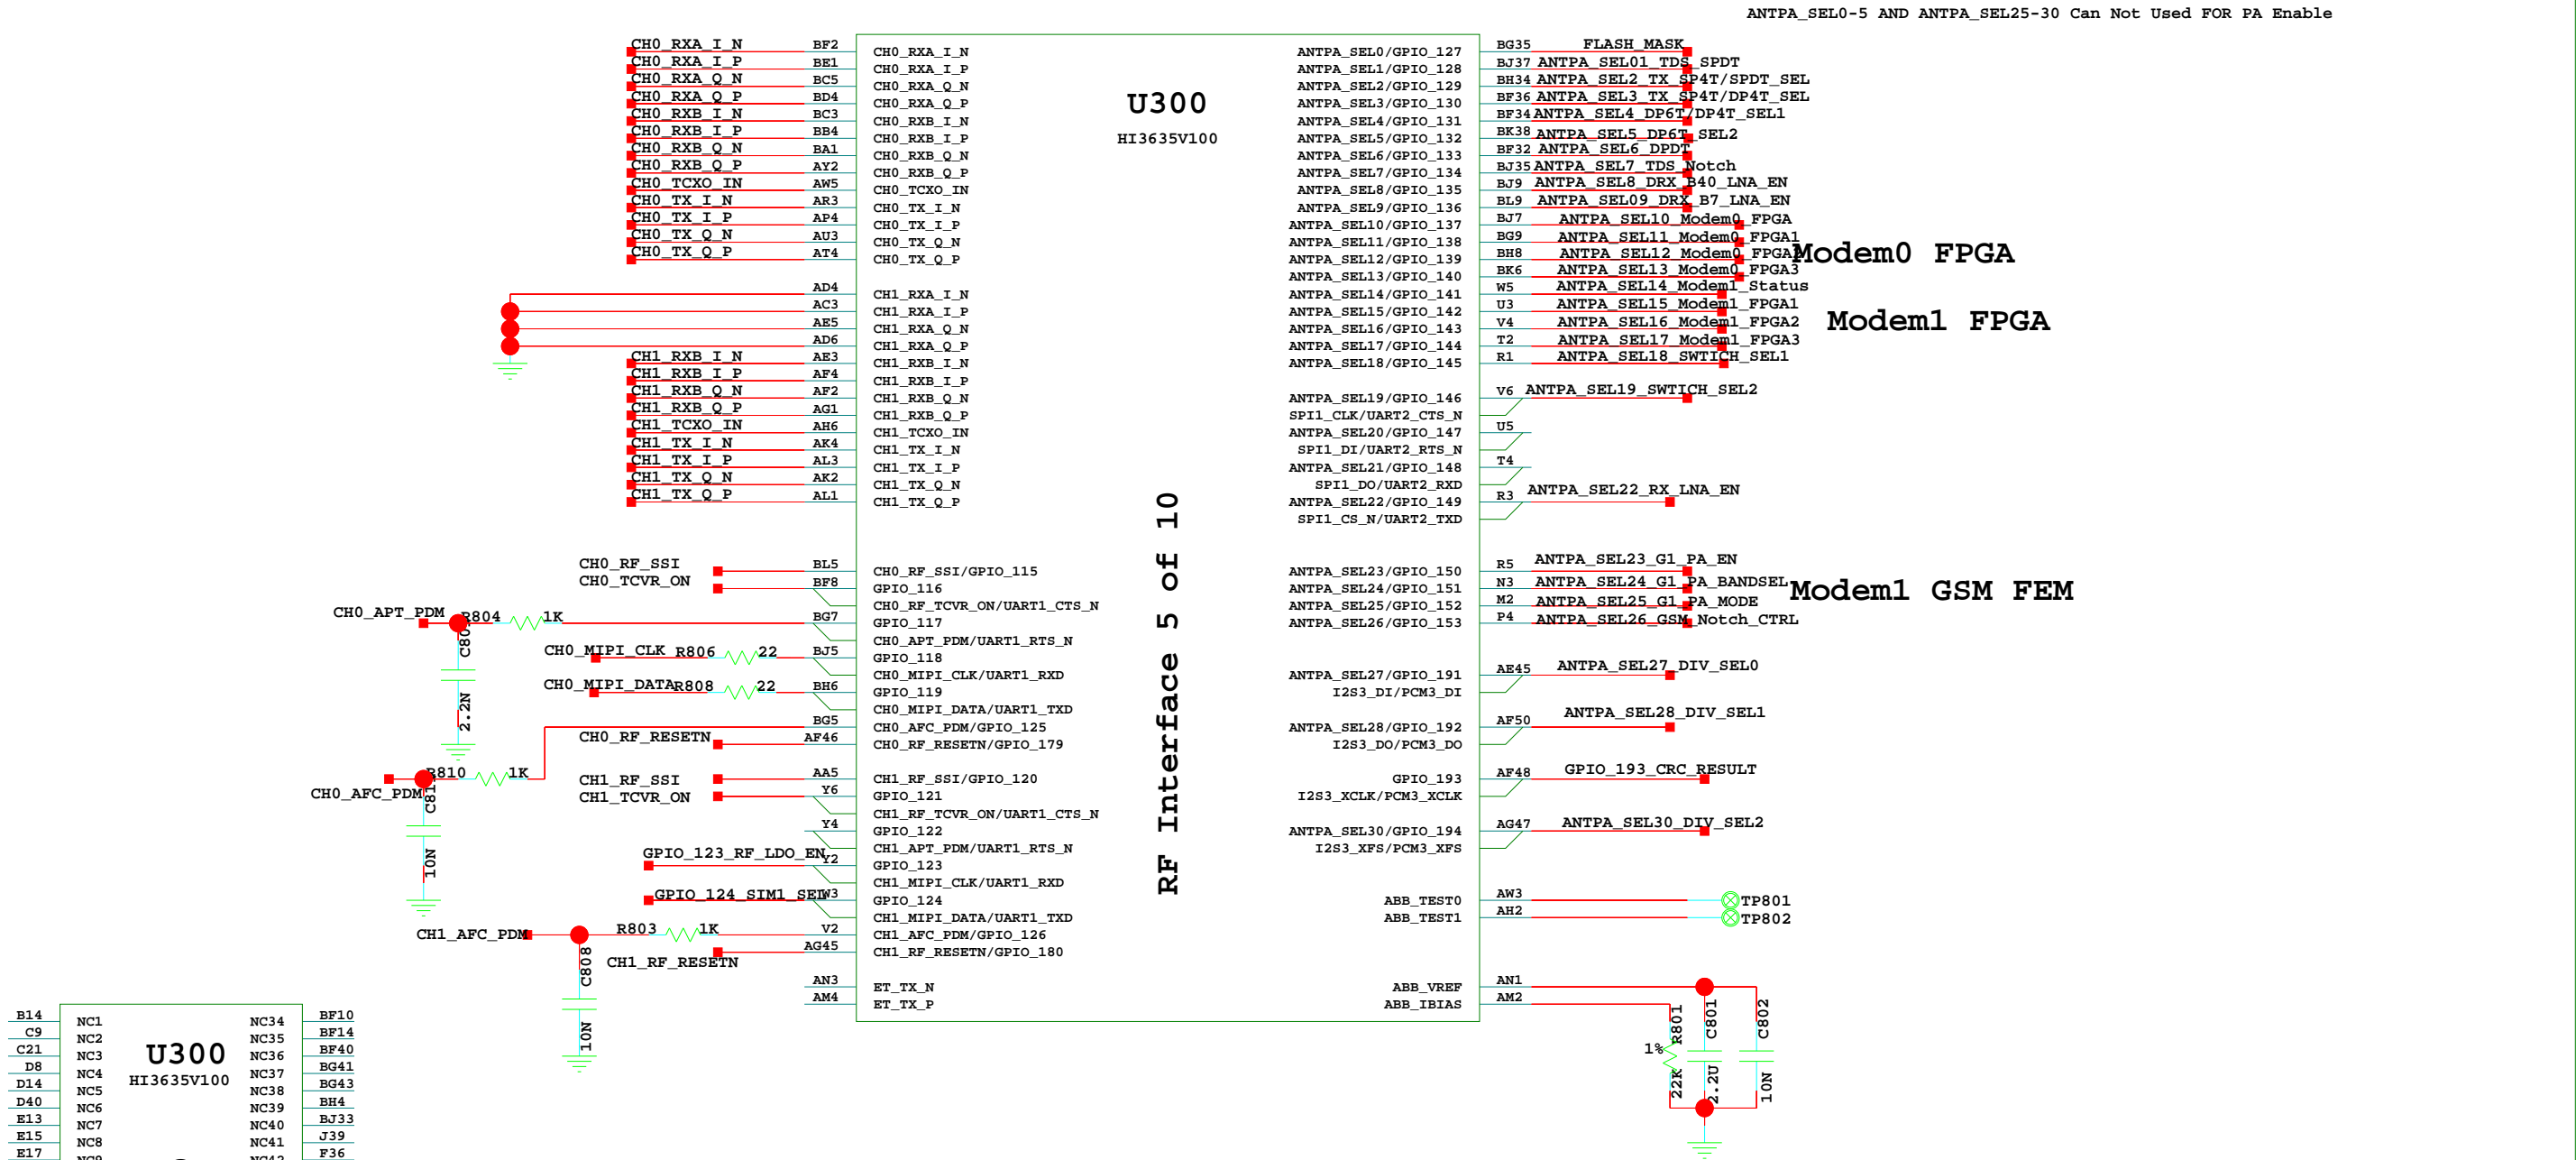 ANTPA_SEL0-5 AND ANTPA_SEL25-30 Can Not Used FOR PA Enable
U300
HI3635V100
RF Interface 5 of 10
CH0_RXA_I_N BF2 CH0_RXA_I_N
CH0_RXA_I_P BE1 CH0_RXA_I_P
CH0_RXA_Q_N BC5 CH0_RXA_Q_N
CH0_RXA_Q_P BD4 CH0_RXA_Q_P
CH0_RXB_I_N BC3 CH0_RXB_I_N
CH0_RXB_I_P BB4 CH0_RXB_I_P
CH0_RXB_Q_N BA1 CH0_RXB_Q_N
CH0_RXB_Q_P AY2 CH0_RXB_Q_P
CH0_TCXO_IN AW5 CH0_TCXO_IN
CH0_TX_I_N AR3 CH0_TX_I_N
CH0_TX_I_P AP4 CH0_TX_I_P
CH0_TX_Q_N AU3 CH0_TX_Q_N
CH0_TX_Q_P AT4 CH0_TX_Q_P
AD4 CH1_RXA_I_N
AC3 CH1_RXA_I_P
AE5 CH1_RXA_Q_N
AD6 CH1_RXA_Q_P
CH1_RXB_I_N AE3 CH1_RXB_I_N
CH1_RXB_I_P AF4 CH1_RXB_I_P
CH1_RXB_Q_N AF2 CH1_RXB_Q_N
CH1_RXB_Q_P AG1 CH1_RXB_Q_P
CH1_TCXO_IN AH6 CH1_TCXO_IN
CH1_TX_I_N AK4 CH1_TX_I_N
CH1_TX_I_P AL3 CH1_TX_I_P
CH1_TX_Q_N AK2 CH1_TX_Q_N
CH1_TX_Q_P AL1 CH1_TX_Q_P
CH0_RF_SSI BL5 CH0_RF_SSI/GPIO_115
CH0_TCVR_ON BF8 GPIO_116
CH0_RF_TCVR_ON/UART1_CTS_N
CH0_APT_PDM R804 1K BG7 GPIO_117
CH0_APT_PDM/UART1_RTS_N
2.2N
CH0_MIPI_CLK R806 22 BJ5 GPIO_118
CH0_MIPI_CLK/UART1_RXD
CH0_MIPI_DATA R808 22 BH6 GPIO_119
CH0_MIPI_DATA/UART1_TXD
BG5 CH0_AFC_PDM/GPIO_125
CH0_RF_RESETN AF46 CH0_RF_RESETN/GPIO_179
R810 1K
CH0_AFC_PDM
10N
CH1_RF_SSI AA5 CH1_RF_SSI/GPIO_120
CH1_TCVR_ON Y6 GPIO_121
CH1_RF_TCVR_ON/UART1_CTS_N
Y4 GPIO_122
CH1_APT_PDM/UART1_RTS_N
GPIO_123_RF_LDO_EN Y2 GPIO_123
CH1_MIPI_CLK/UART1_RXD
GPIO_124_SIM1_SEL W3 GPIO_124
CH1_MIPI_DATA/UART1_TXD
CH1_AFC_PDM R803 1K V2 CH1_AFC_PDM/GPIO_126
CH1_RF_RESETN AG45 CH1_RF_RESETN/GPIO_180
C808
10N
AN3 ET_TX_N
AM4 ET_TX_P
ANTPA_SEL0/GPIO_127 BG35 FLASH_MASK
ANTPA_SEL1/GPIO_128 BJ37 ANTPA_SEL01_TDS_SPDT
ANTPA_SEL2/GPIO_129 BH34 ANTPA_SEL2_TX_SP4T/SPDT_SEL
ANTPA_SEL3/GPIO_130 BF36 ANTPA_SEL3_TX_SP4T/DP4T_SEL
ANTPA_SEL4/GPIO_131 BF34 ANTPA_SEL4_DP6T/DP4T_SEL1
ANTPA_SEL5/GPIO_132 BK38 ANTPA_SEL5_DP6T_SEL2
ANTPA_SEL6/GPIO_133 BF32 ANTPA_SEL6_DPDT
ANTPA_SEL7/GPIO_134 BJ35 ANTPA_SEL7_TDS_Notch
ANTPA_SEL8/GPIO_135 BJ9 ANTPA_SEL8_DRX_B40_LNA_EN
ANTPA_SEL9/GPIO_136 BL9 ANTPA_SEL09_DRX_B7_LNA_EN
ANTPA_SEL10/GPIO_137 BJ7 ANTPA_SEL10_Modem0_FPGA
ANTPA_SEL11/GPIO_138 BG9 ANTPA_SEL11_Modem0_FPGA1
ANTPA_SEL12/GPIO_139 BH8 ANTPA_SEL12_Modem0_FPGA2
Modem0 FPGA
ANTPA_SEL13/GPIO_140 BK6 ANTPA_SEL13_Modem0_FPGA3
ANTPA_SEL14/GPIO_141 W5 ANTPA_SEL14_Modem1_Status
ANTPA_SEL15/GPIO_142 U3 ANTPA_SEL15_Modem1_FPGA1
ANTPA_SEL16/GPIO_143 V4 ANTPA_SEL16_Modem1_FPGA2
Modem1 FPGA
ANTPA_SEL17/GPIO_144 T2 ANTPA_SEL17_Modem1_FPGA3
ANTPA_SEL18/GPIO_145 R1 ANTPA_SEL18_SWTICH_SEL1
ANTPA_SEL19/GPIO_146 V6 ANTPA_SEL19_SWTICH_SEL2
SPI1_CLK/UART2_CTS_N
ANTPA_SEL20/GPIO_147 U5
SPI1_DI/UART2_RTS_N
ANTPA_SEL21/GPIO_148 T4
SPI1_DO/UART2_RXD
ANTPA_SEL22/GPIO_149 R3 ANTPA_SEL22_RX_LNA_EN
SPI1_CS_N/UART2_TXD
ANTPA_SEL23/GPIO_150 R5 ANTPA_SEL23_G1_PA_EN
ANTPA_SEL24/GPIO_151 N3 ANTPA_SEL24_G1_PA_BANDSEL
Modem1 GSM FEM
ANTPA_SEL25/GPIO_152 M2 ANTPA_SEL25_G1_PA_MODE
ANTPA_SEL26/GPIO_153 P4 ANTPA_SEL26_GSM_Notch_CTRL
ANTPA_SEL27/GPIO_191 AE45 ANTPA_SEL27_DIV_SEL0
I2S3_DI/PCM3_DI
ANTPA_SEL28/GPIO_192 AF50 ANTPA_SEL28_DIV_SEL1
I2S3_DO/PCM3_DO
GPIO_193 AF48 GPIO_193_CRC_RESULT
I2S3_XCLK/PCM3_XCLK
ANTPA_SEL30/GPIO_194 AG47 ANTPA_SEL30_DIV_SEL2
I2S3_XFS/PCM3_XFS
ABB_TEST0 AW3 TP801
ABB_TEST1 AH2 TP802
ABB_VREF AN1
ABB_IBIAS AM2
R801 C801 C802
1%
22K 2.2U 10N
U300
HI3635V100
B14 NC1 NC34 BF10
C9 NC2 NC35 BF14
C21 NC3 NC36 BF40
D8 NC4 NC37 BG41
D14 NC5 NC38 BG43
D40 NC6 NC39 BH4
E13 NC7 NC40 BJ33
E15 NC8 NC41 J39
E17 F36